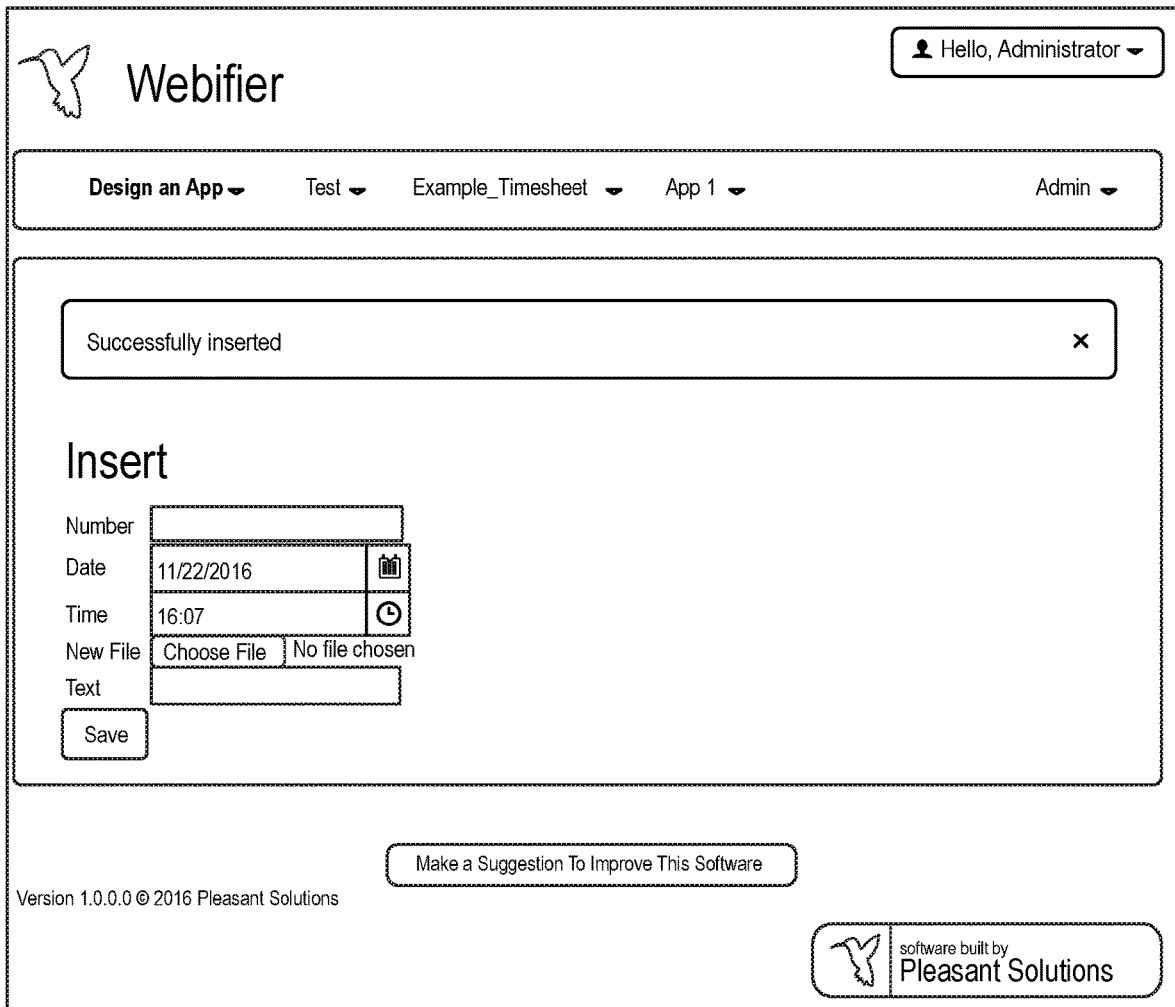 Webifier
Hello, Administrator
Design an App Test Example_Timesheet App 1 Admin
Successfully inserted ×
Insert
Number
Date 11/22/2016
Time 16:07
New File Choose File No file chosen
Text
Save
Make a Suggestion To Improve This Software
Version 1.0.0.0 © 2016 Pleasant Solutions
software built by
Pleasant Solutions